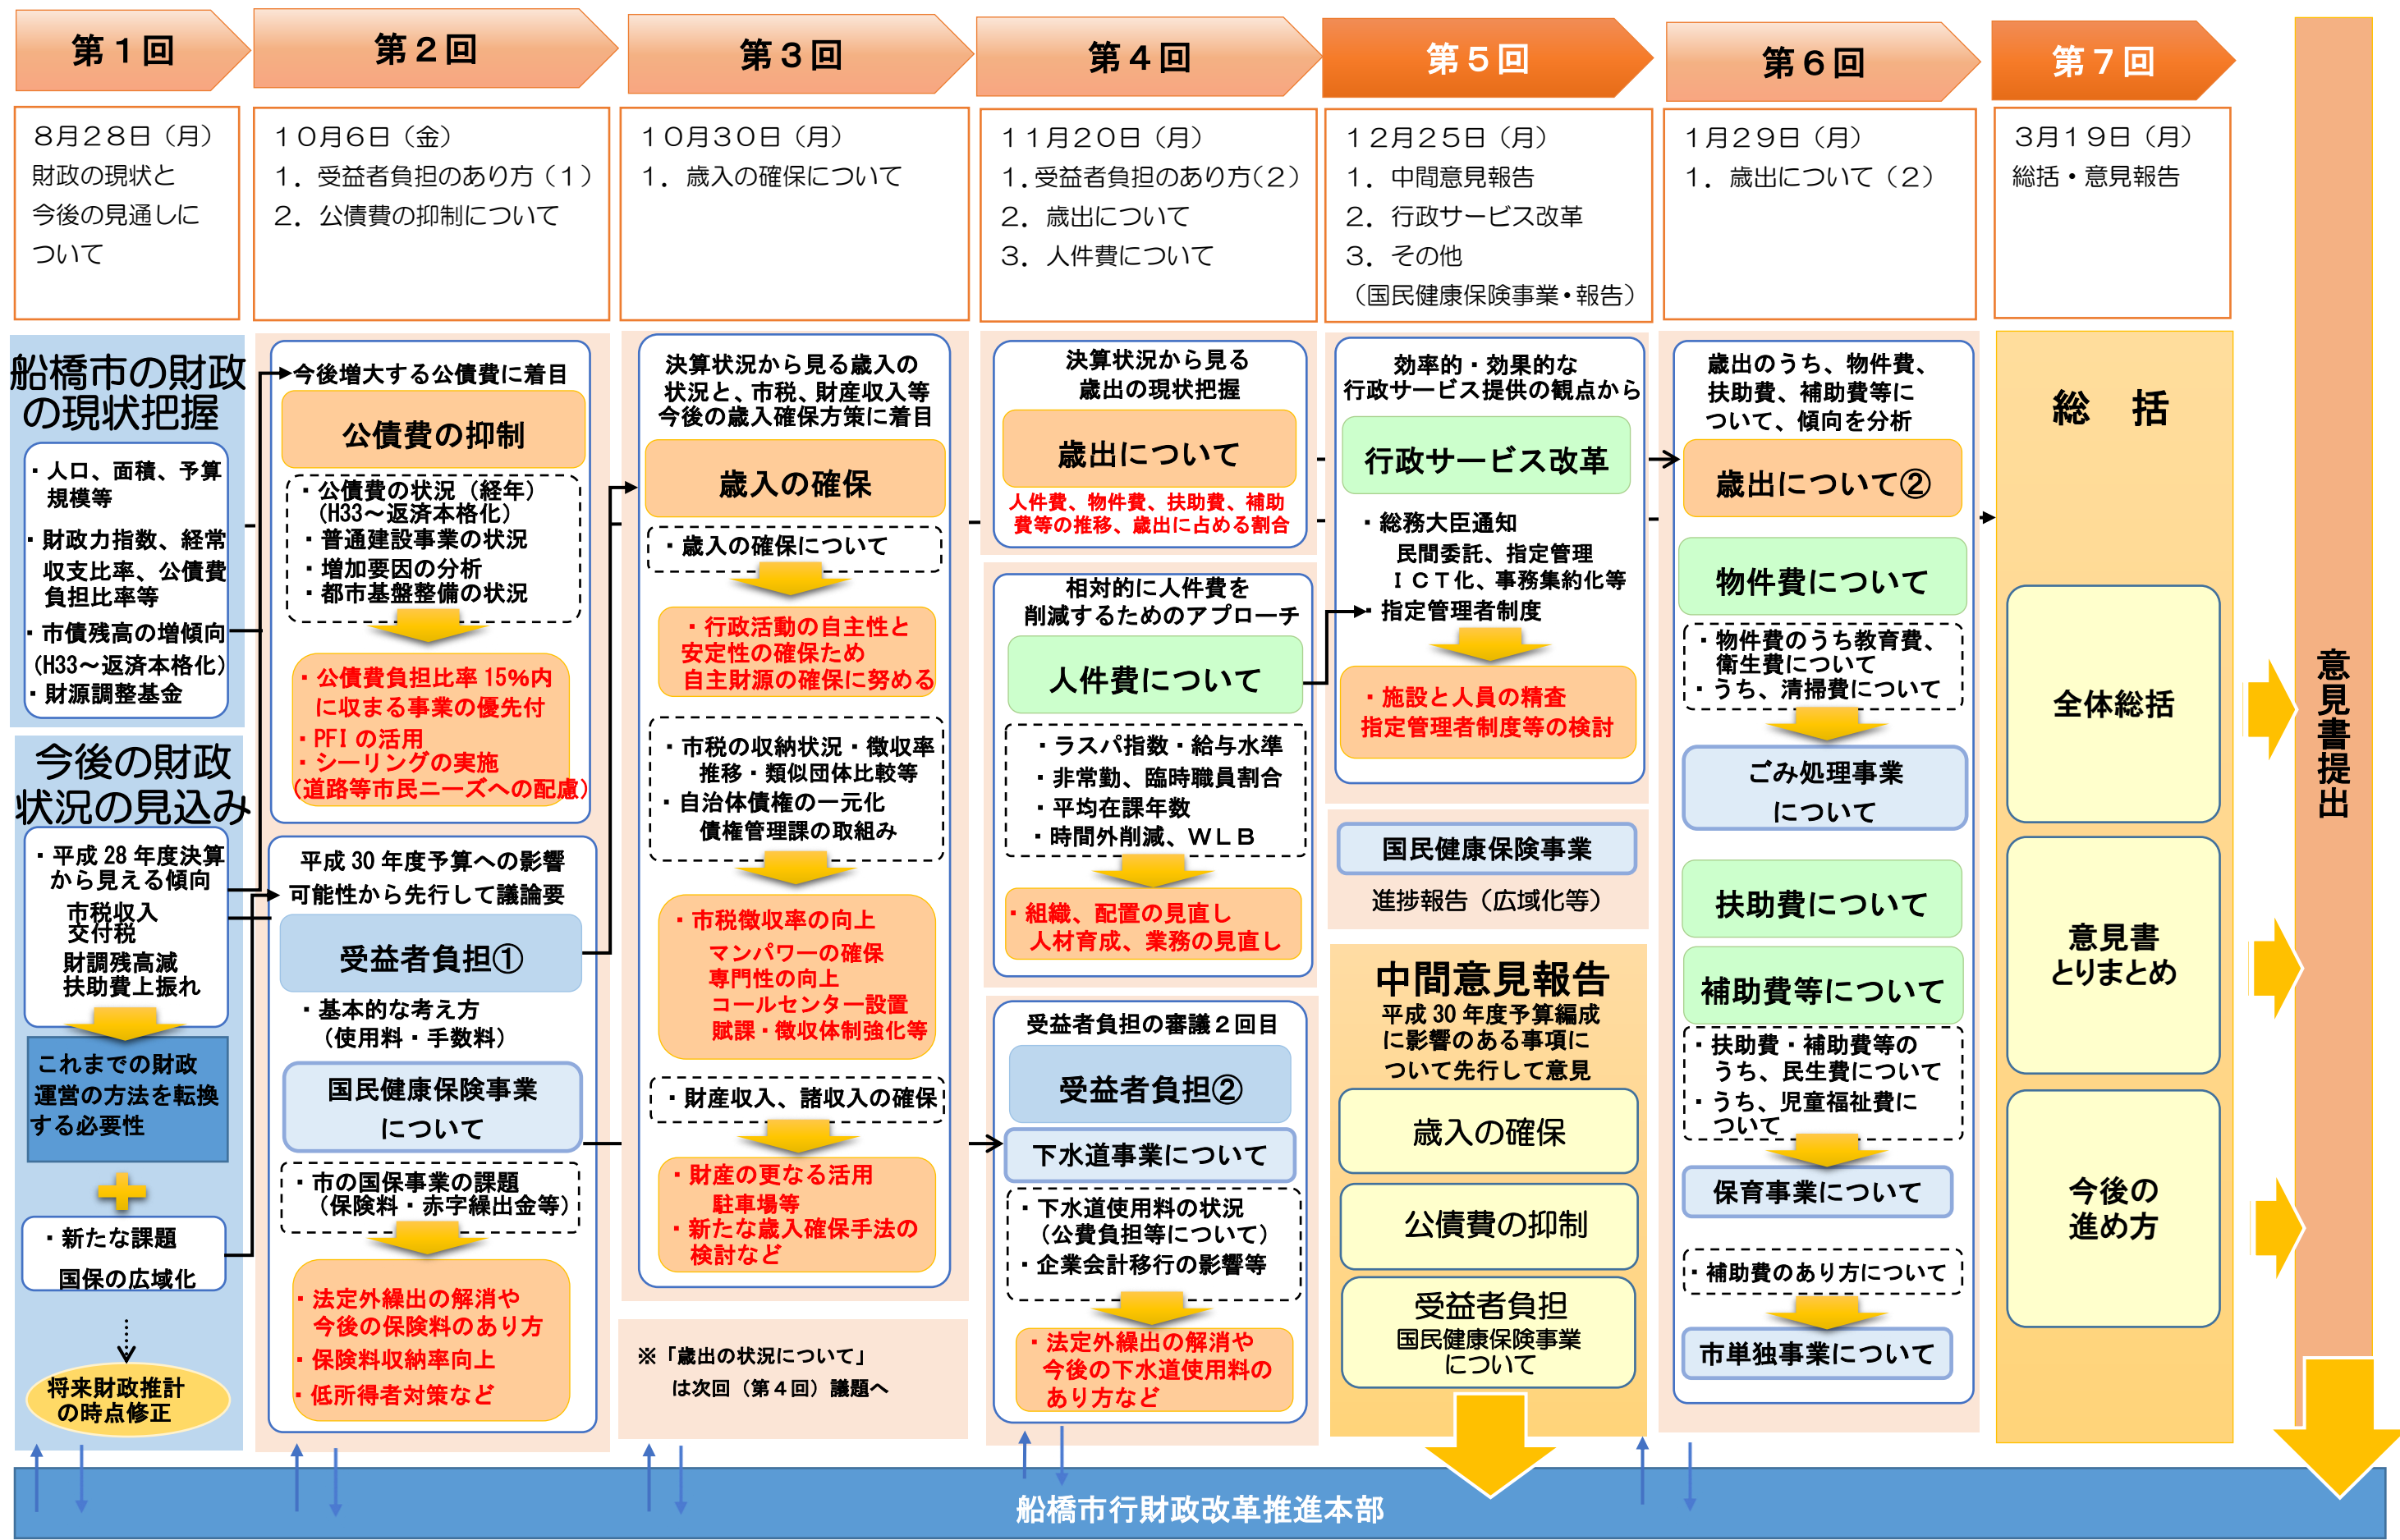 第１回
第２回
第３回
第４回
第５回
第６回
第７回
８月２８日（月）
財政の現状と
今後の見通しに
ついて
１０月６日（金）
１．受益者負担のあり方（１）
２．公債費の抑制について
１０月３０日（月）
１．歳入の確保について
１１月２０日（月）
１.受益者負担のあり方(２)
２．歳出について
３．人件費について
１２月２５日（月）
１．中間意見報告
２．行政サービス改革
３．その他
（国民健康保険事業・報告）
１月２９日（月）
１．歳出について（２）
３月１９日（月）
総括・意見報告
船橋市の財政
の現状把握
・人口、面積、予算
規模等
・財政力指数、経常
収支比率、公債費
負担比率等
・市債残高の増傾向
（H33～返済本格化）
・財源調整基金
今後の財政
状況の見込み
・平成 28 年度決算
から見える傾向
市税収入
交付税
財調残高減
扶助費上振れ
これまでの財政
運営の方法を転換
する必要性
・新たな課題
国保の広域化
将来財政推計
の時点修正
今後増大する公債費に着目
公債費の抑制
・公債費の状況（経年）
（H33～返済本格化）
・普通建設事業の状況
・増加要因の分析
・都市基盤整備の状況
・公債費負担比率 15％内
に収まる事業の優先付
・PFI の活用
・シーリングの実施
（道路等市民ニーズへの配慮）
平成 30 年度予算への影響
可能性から先行して議論要
受益者負担①
・基本的な考え方
（使用料・手数料）
国民健康保険事業
について
・市の国保事業の課題
（保険料・赤字繰出金等）
・法定外繰出の解消や
今後の保険料のあり方
・保険料収納率向上
・低所得者対策など
決算状況から見る歳入の
状況と、市税、財産収入等
今後の歳入確保方策に着目
歳入の確保
・歳入の確保について
・行政活動の自主性と
安定性の確保ため
自主財源の確保に努める
・市税の収納状況・徴収率
推移・類似団体比較等
・自治体債権の一元化
債権管理課の取組み
・市税徴収率の向上
マンパワーの確保
専門性の向上
コールセンター設置
賦課・徴収体制強化等
・財産収入、諸収入の確保
・財産の更なる活用
駐車場等
・新たな歳入確保手法の
検討など
※「歳出の状況について」
は次回（第４回）議題へ
決算状況から見る
歳出の現状把握
歳出について
人件費、物件費、扶助費、補助
費等の推移、歳出に占める割合
相対的に人件費を
削減するためのアプローチ
人件費について
・ラスパ指数・給与水準
・非常勤、臨時職員割合
・平均在課年数
・時間外削減、ＷＬＢ
・組織、配置の見直し
人材育成、業務の見直し
受益者負担の審議２回目
受益者負担②
下水道事業について
・下水道使用料の状況
（公費負担等について）
・企業会計移行の影響等
・法定外繰出の解消や
今後の下水道使用料の
あり方など
効率的・効果的な
行政サービス提供の観点から
行政サービス改革
・総務大臣通知
民間委託、指定管理
ＩＣＴ化、事務集約化等
・指定管理者制度
・施設と人員の精査
指定管理者制度等の検討
国民健康保険事業
進捗報告（広域化等）
中間意見報告
平成 30 年度予算編成
に影響のある事項に
ついて先行して意見
歳入の確保
公債費の抑制
受益者負担
国民健康保険事業
について
歳出のうち、物件費、
扶助費、補助費等に
ついて、傾向を分析
歳出について②
物件費について
・物件費のうち教育費、
衛生費について
・うち、清掃費について
ごみ処理事業
について
扶助費について
補助費等について
・扶助費・補助費等の
うち、民生費について
・うち、児童福祉費に
ついて
保育事業について
・補助費のあり方について
市単独事業について
総　括
全体総括
意見書
とりまとめ
今後の
進め方
意見書提出
船橋市行財政改革推進本部